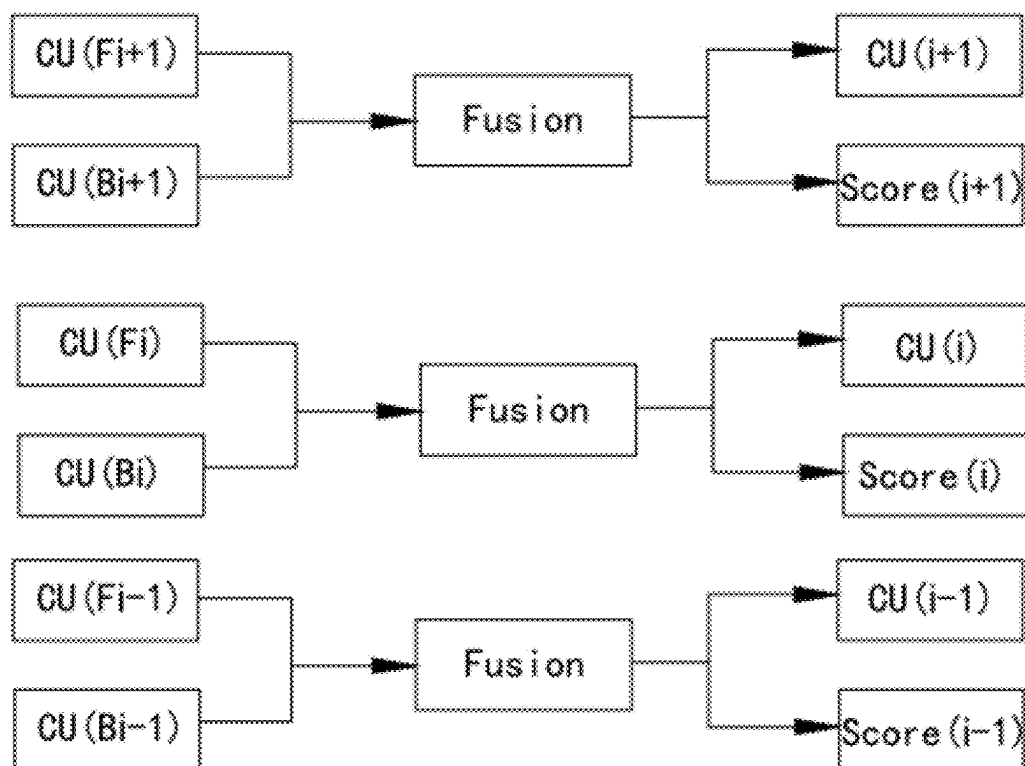 CU(Fi+1)
CU(Bi+1)
Fusion
CU(i+1)
Score(i+1)
CU(Fi)
CU(Bi)
Fusion
CU(i)
Score(i)
CU(Fi-1)
CU(Bi-1)
Fusion
CU(i-1)
Score(i-1)